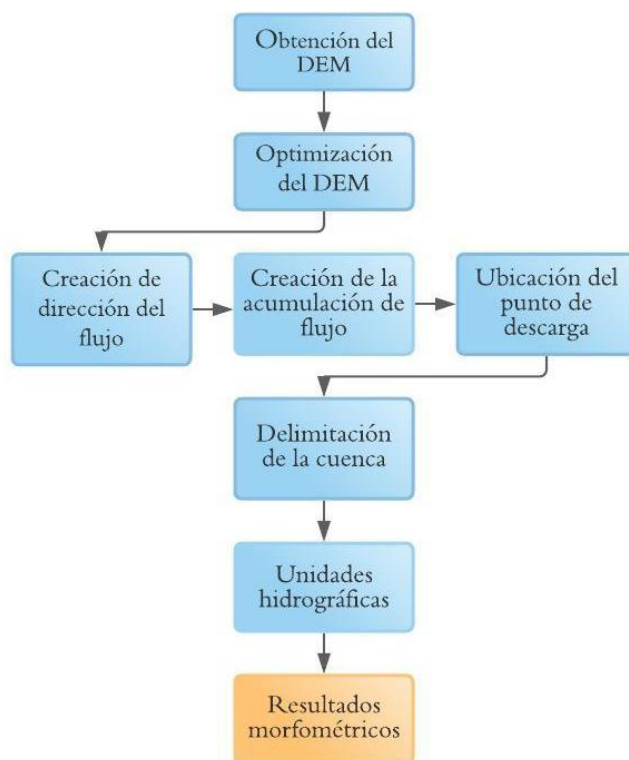 Obtención del
DEM
Optimización
del DEM
Creación de
dirección del
flujo
Creación de la
acumulación de
flujo
Ubicación del
punto de
descarga
Delimitación
de la cuenca
Unidades
hidrográficas
Resultados
morfométricos